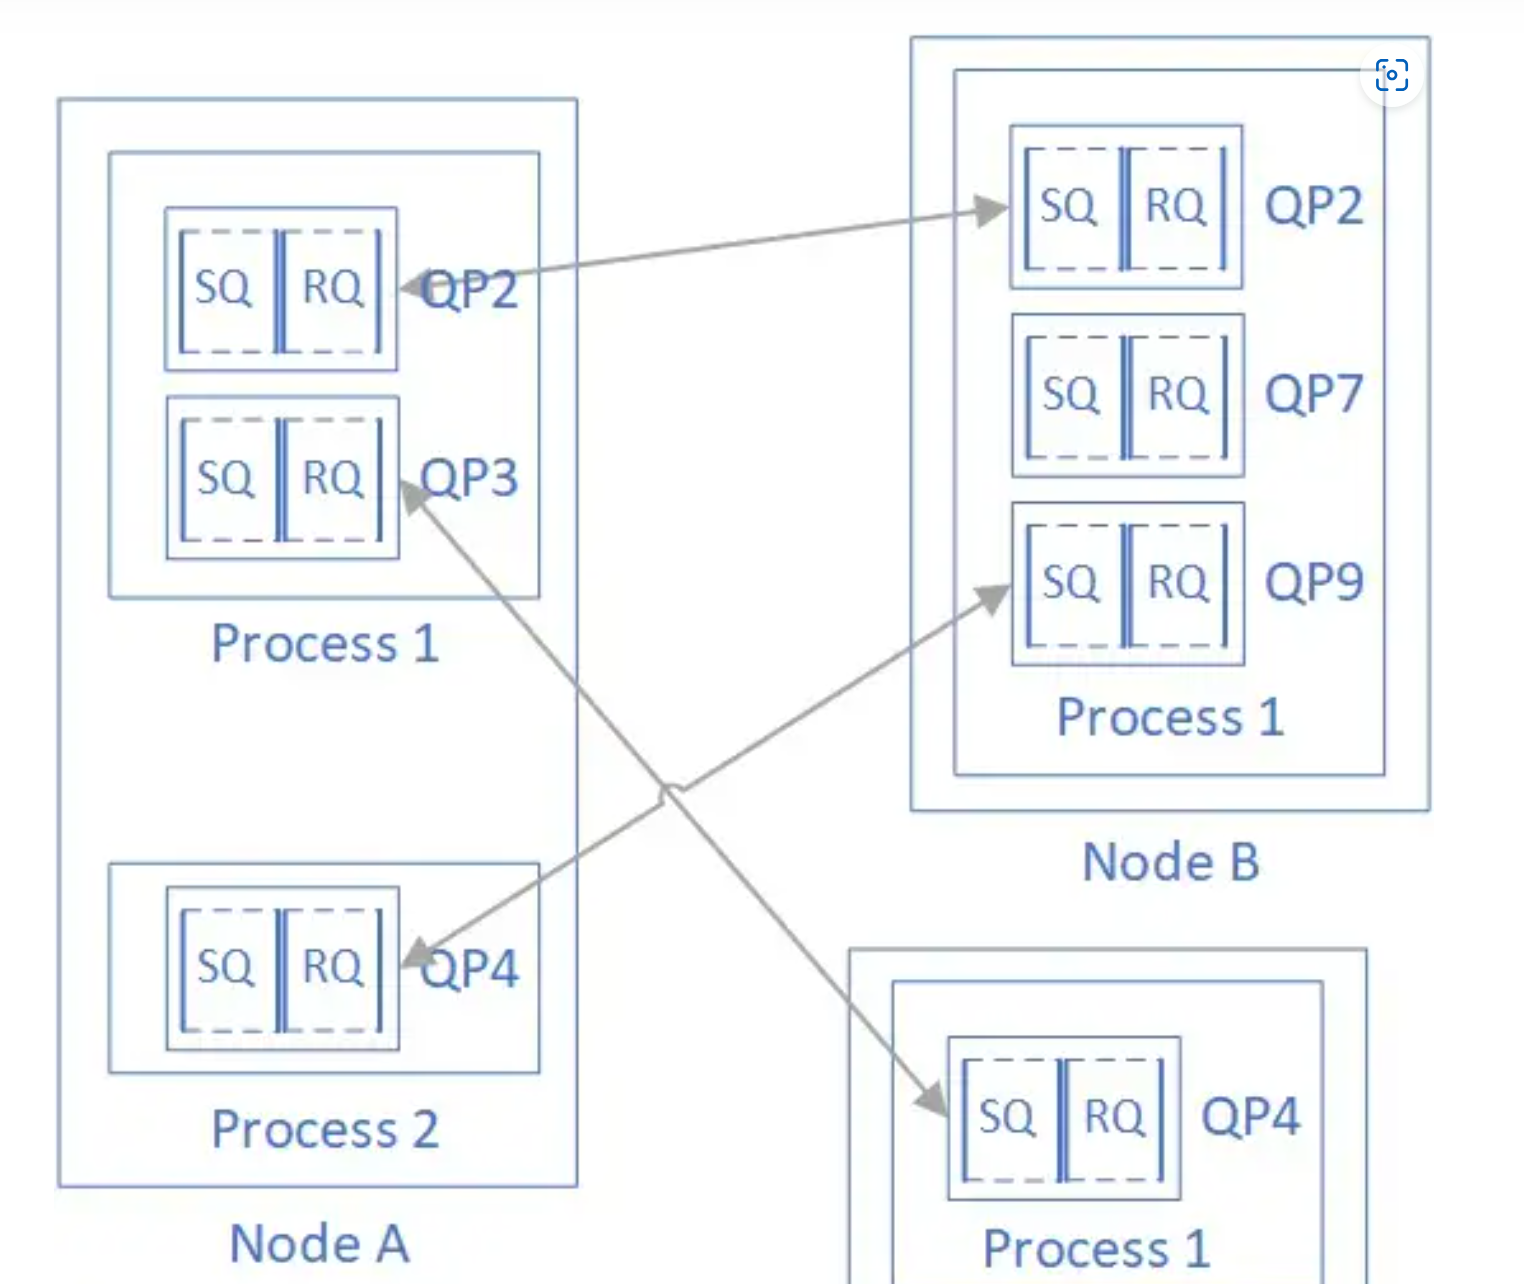 SQ RQ QP2
SQ RQ QP3
Process 1
SQ RQ QP4
Process 2
Node A
SQ RQ QP2
SQ RQ QP7
SQ RQ QP9
Process 1
Node B
SQ RQ QP4
Process 1